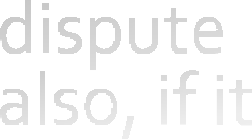 dispute
also, if it